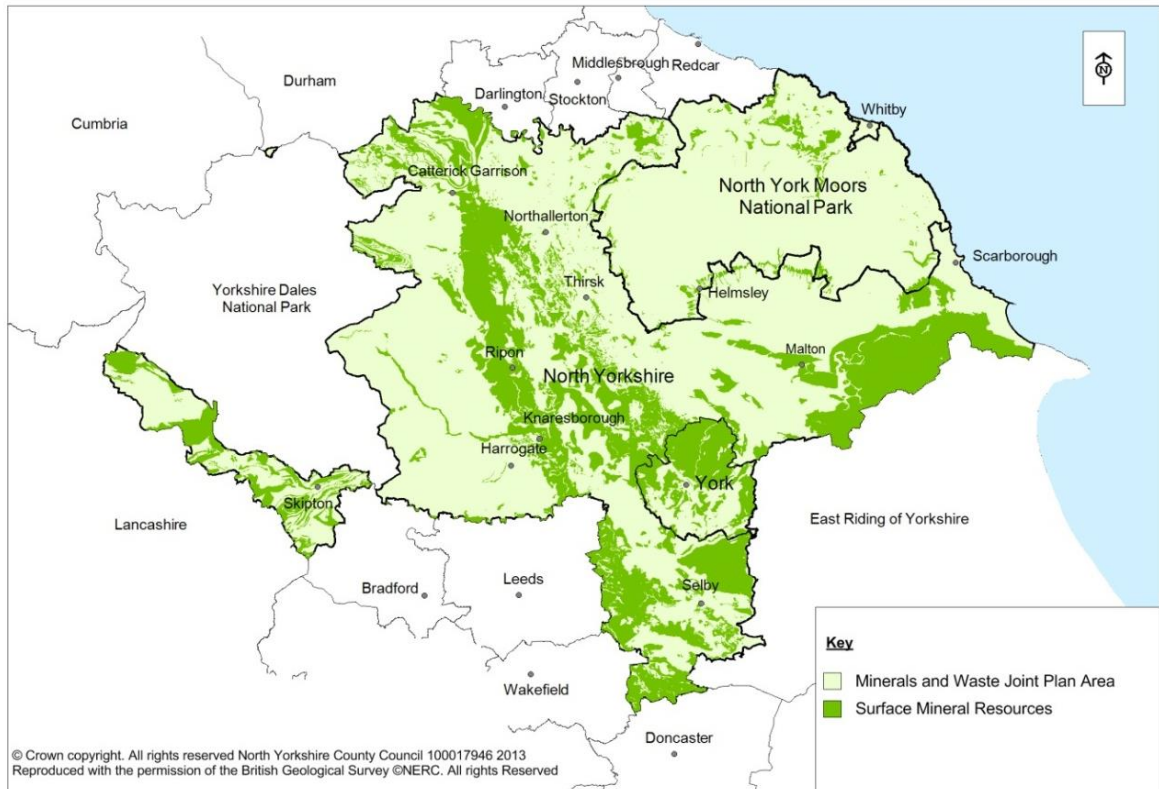 Durham
Cumbria
Darlington
Stockton
Middlesbrough
Redcar
N
Whitby
Catterick Garrison
Northallerton
North York Moors
National Park
Scarborough
Yorkshire Dales
National Park
Thirsk
Helmsley
Ripon
North Yorkshire
Malton
Knaresborough
Harrogate
York
Skipton
Lancashire
East Riding of Yorkshire
Bradford
Leeds
Selby
Wakefield
Doncaster
Key
Minerals and Waste Joint Plan Area
Surface Mineral Resources
© Crown copyright. All rights reserved North Yorkshire County Council 100017946 2013
Reproduced with the permission of the British Geological Survey ©NERC. All rights Reserved